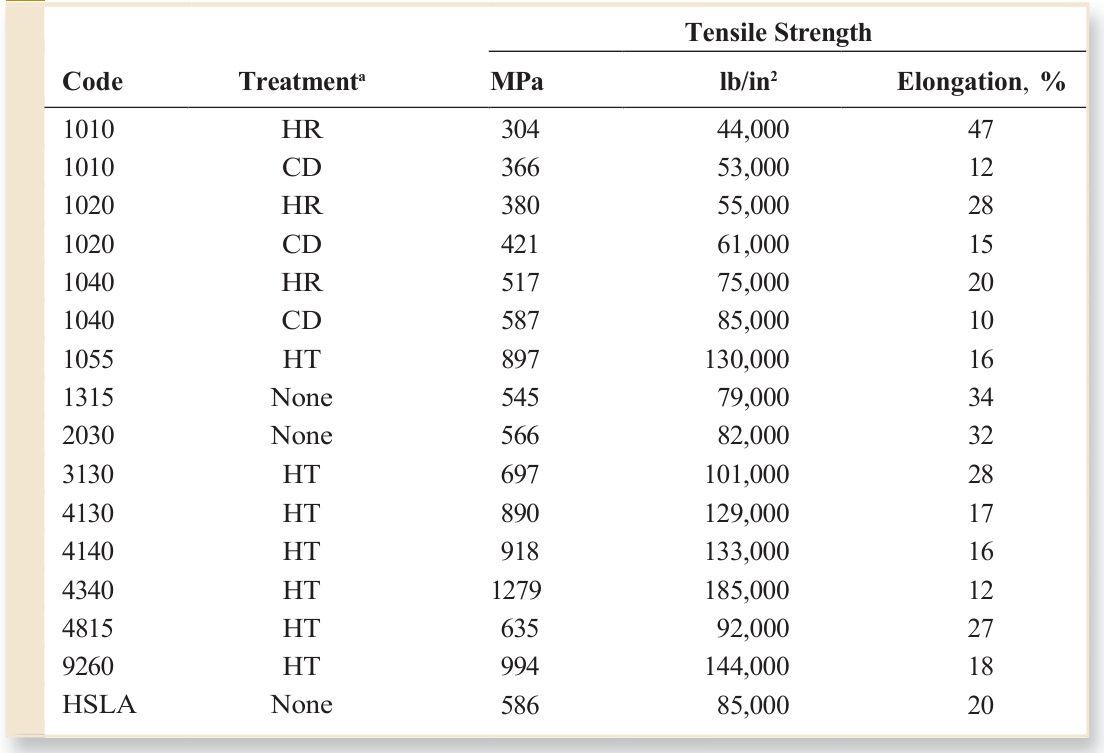 Tensile Strength
Code Treatmentᵃ MPa lb/in² Elongation, %
1010 HR 304 44,000 47
1010 CD 366 53,000 12
1020 HR 380 55,000 28
1020 CD 421 61,000 15
1040 HR 517 75,000 20
1040 CD 587 85,000 10
1055 HT 897 130,000 16
1315 None 545 79,000 34
2030 None 566 82,000 32
3130 HT 697 101,000 28
4130 HT 890 129,000 17
4140 HT 918 133,000 16
4340 HT 1279 185,000 12
4815 HT 635 92,000 27
9260 HT 994 144,000 18
HSLA None 586 85,000 20